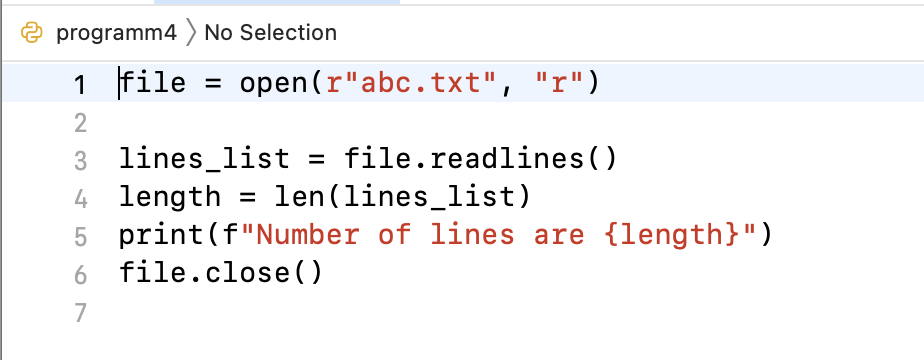 programm4 〉 No Selection
1 file = open(r"abc.txt", "r")
2
3 lines_list = file.readlines()
4 length = len(lines_list)
5 print(f"Number of lines are {length}")
6 file.close()
7